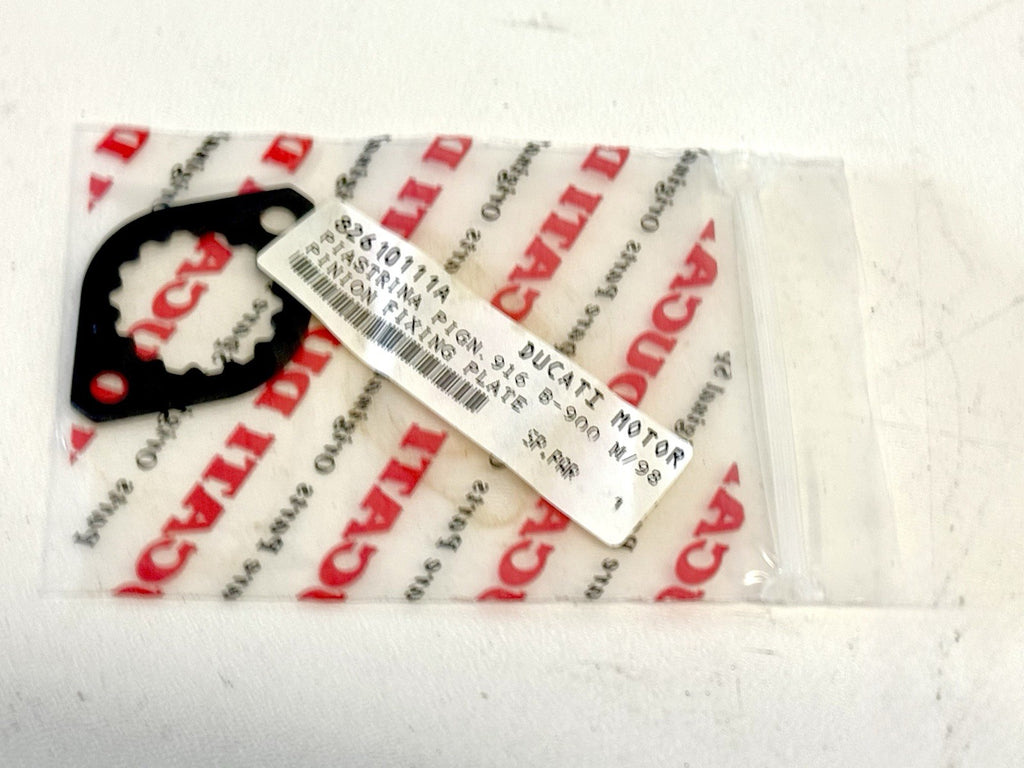 82610111A
DUCATI MOTOR
PIASTRINA PIGN. 916 B-900 M/98
PINION FIXING PLATE
SP.PAR
1
DUCATI